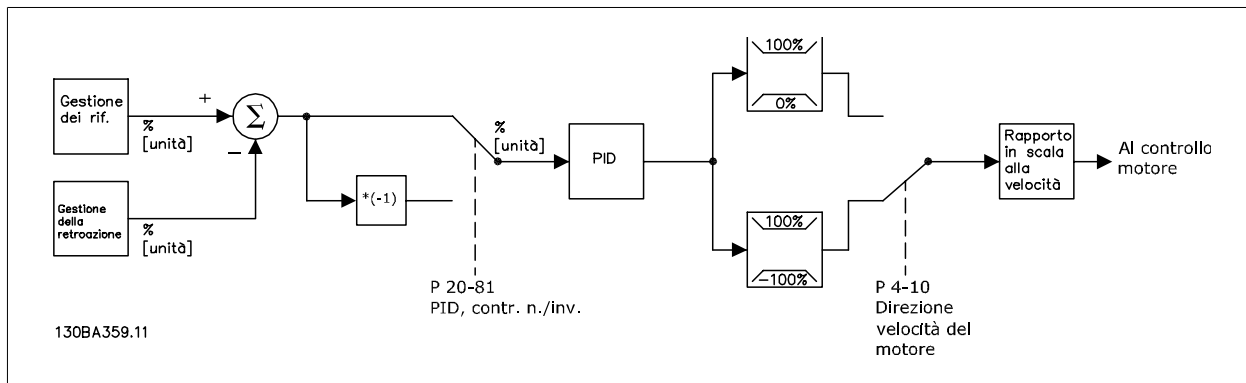 Gestione
dei rif.
%
[unità]
+
Σ
−
Gestione
della
retroazione
%
[unità]
*(-1)
%
[unità]
P 20-81
PID, contr. n./inv.
PID
100%
0%
100%
−100%
P 4-10
Direzione
velocità del
motore
Rapporto
in scala
alla
velocità
Al controllo
motore
130BA359.11